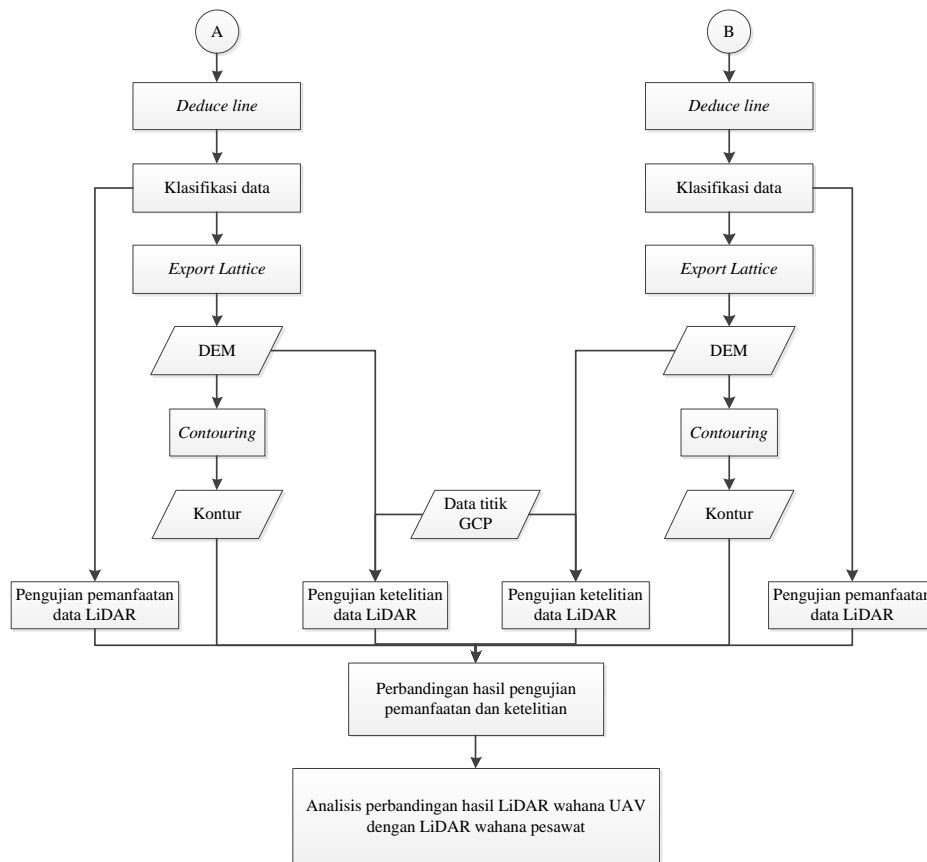 A
B
Deduce line
Deduce line
Klasifikasi data
Klasifikasi data
Export Lattice
Export Lattice
DEM
DEM
Contouring
Contouring
Kontur
Data titik
GCP
Kontur
Pengujian pemanfaatan
data LiDAR
Pengujian ketelitian
data LiDAR
Pengujian ketelitian
data LiDAR
Pengujian pemanfaatan
data LiDAR
Perbandingan hasil pengujian
pemanfaatan dan ketelitian
Analisis perbandingan hasil LiDAR wahana UAV
dengan LiDAR wahana pesawat